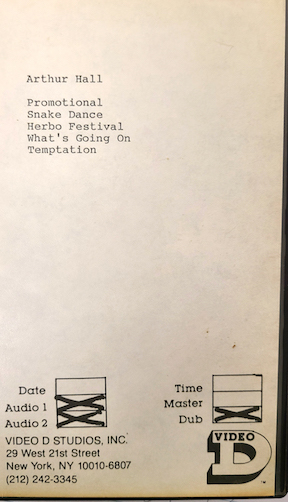 Arthur Hall
Promotional
Snake Dance
Herbo Festival
What's Going On
Temptation
Date
Audio 1
Audio 2
Time
Master
Dub
VIDEO D STUDIOS, INC.
29 West 21st Street
New York, NY 10010-6807
(212) 242-3345
VIDEO
D